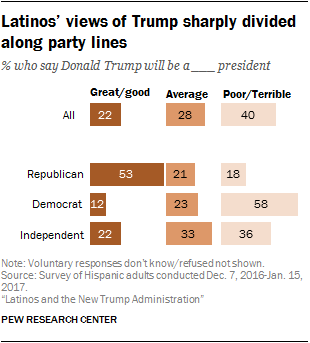 Latinos' views of Trump sharply divided
along party lines
% who say Donald Trump will be a ___ president
Great/good Average Poor/Terrible
All 22 28 40
Republican 53 21 18
Democrat 12 23 58
Independent 22 33 36
Note: Voluntary responses don't know/refused not shown.
Source: Survey of Hispanic adults conducted Dec. 7, 2016-Jan. 15,
2017.
"Latinos and the New Trump Administration"
PEW RESEARCH CENTER